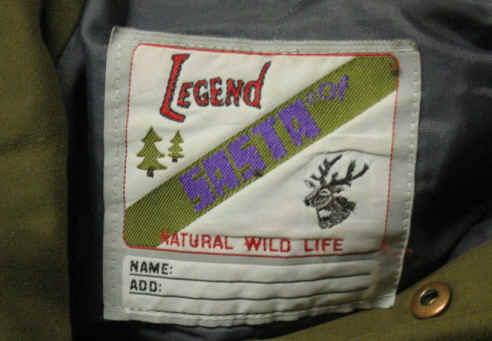 LEGEND
SASTA
NATURAL WILD LIFE
NAME:
ADD: